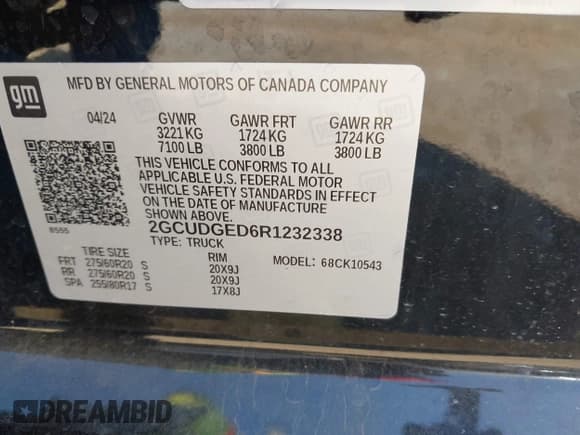 gm
MFD BY GENERAL MOTORS OF CANADA COMPANY
04/24 GVWR GAWR FRT GAWR RR
3221 KG 1724 KG 1724 KG
7100 LB 3800 LB 3800 LB
THIS VEHICLE CONFORMS TO ALL
APPLICABLE U.S. FEDERAL MOTOR
VEHICLE SAFETY STANDARDS IN EFFECT
ON THE DATE OF MANUFACTURE
SHOWN ABOVE.
8555 2GCUDGED6R1232338
TYPE: TRUCK
TIRE SIZE RIM MODEL: 68CK10543
FRT 275/60R20 S 20X9J
RR 275/60R20 S 20X9J
SPA 255/80R17 S 17X8J
DREAMBID